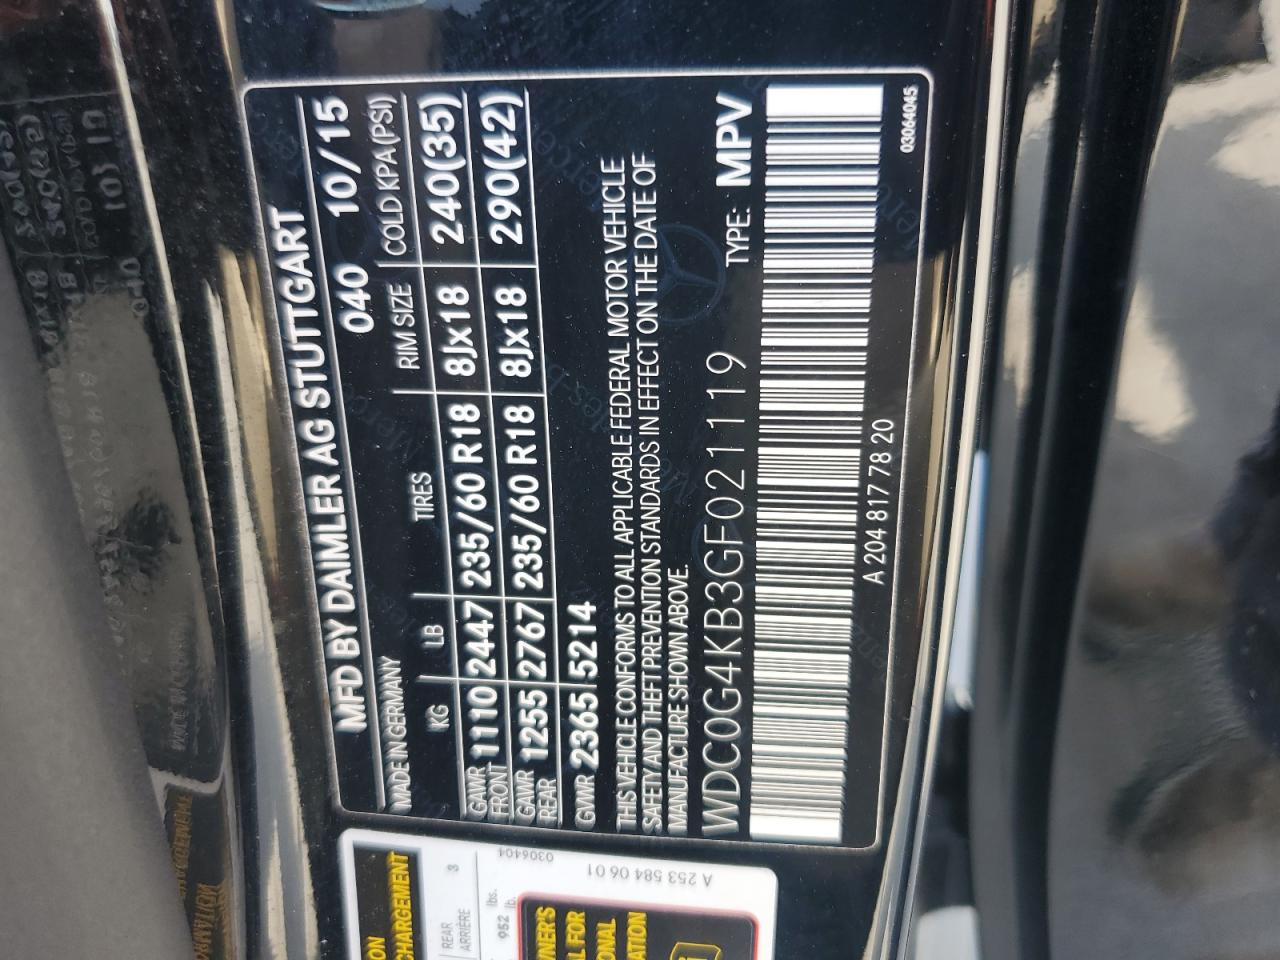 MFD BY DAIMLER AG STUTTGART
MADE IN GERMANY 040 10/15
KG LB TIRES RIM SIZE COLD KPA(PSI)
GAWR FRONT 1110 2447 235/60 R18 8Jx18 240(35)
GAWR REAR 1255 2767 235/60 R18 8Jx18 290(42)
GVWR 2365 5214
THIS VEHICLE CONFORMS TO ALL APPLICABLE FEDERAL MOTOR VEHICLE
SAFETY AND THEFT PREVENTION STANDARDS IN EFFECT ON THE DATE OF
MANUFACTURE SHOWN ABOVE.
WDC0G4KB3GF021119 TYPE: MPV
A 204 817 78 20
03064045
CHARGEMENT
REAR
ARRIÈRE 3
952 lbs.
lb.
0306404
A 253 584 06 01